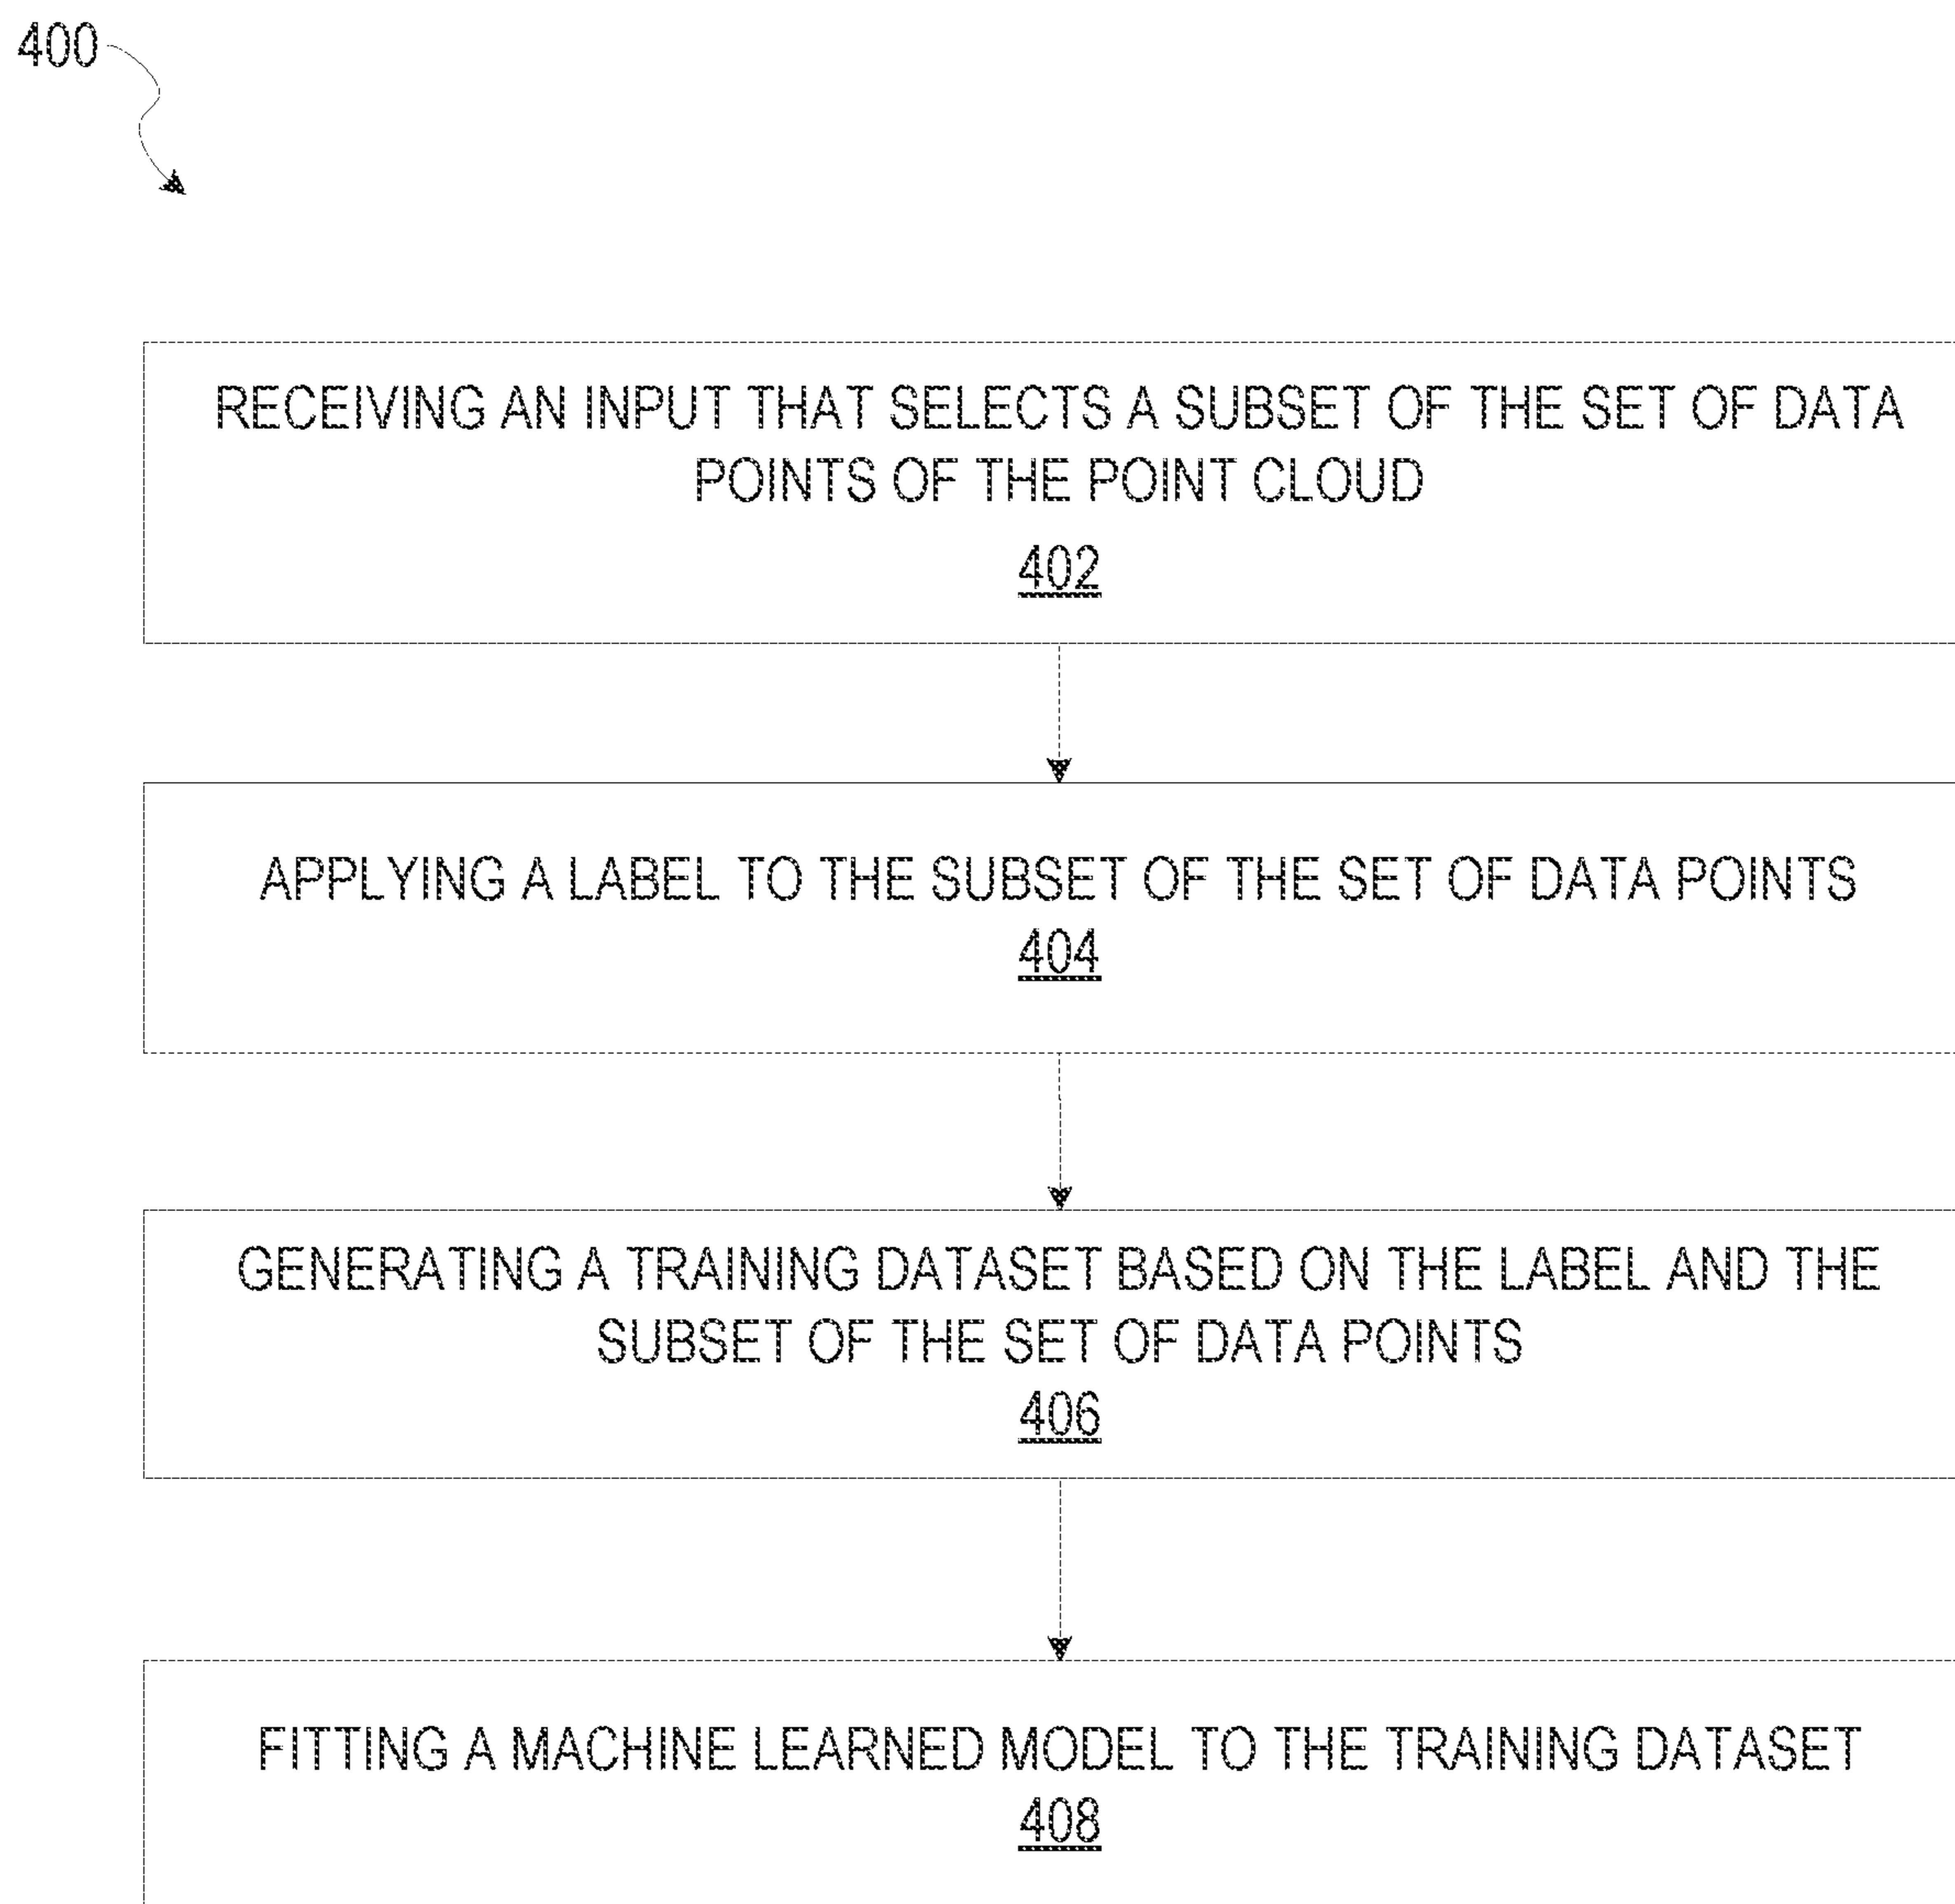 400
RECEIVING AN INPUT THAT SELECTS A SUBSET OF THE SET OF DATA
POINTS OF THE POINT CLOUD
402
APPLYING A LABEL TO THE SUBSET OF THE SET OF DATA POINTS
404
GENERATING A TRAINING DATASET BASED ON THE LABEL AND THE
SUBSET OF THE SET OF DATA POINTS
406
FITTING A MACHINE LEARNED MODEL TO THE TRAINING DATASET
408